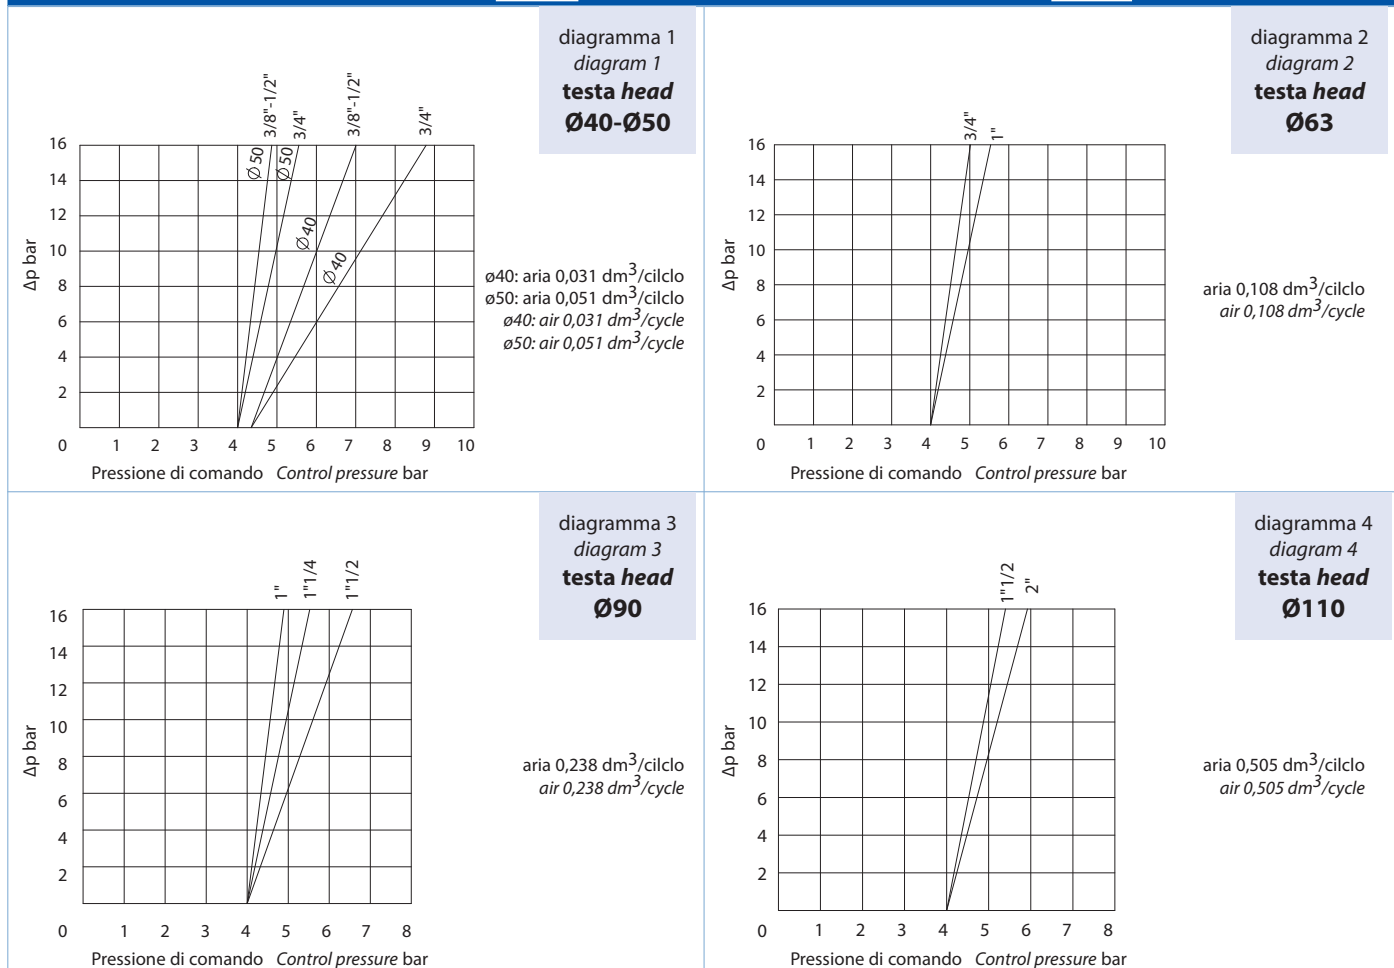 diagramma 1
diagram 1
testa head
Ø40-Ø50
3/8"-1/2"
3/4"
3/8"-1/2"
3/4"
Ø 50
Ø 50
Ø 40
Ø 40
16
14
12
10
8
6
4
2
0 1 2 3 4 5 6 7 8 9 10
Δp bar
Pressione di comando Control pressure bar
ø40: aria 0,031 dm3/cilclo
ø50: aria 0,051 dm3/cilclo
ø40: air 0,031 dm3/cycle
ø50: air 0,051 dm3/cycle
diagramma 2
diagram 2
testa head
Ø63
3/4"
1"
16
14
12
10
8
6
4
2
0 1 2 3 4 5 6 7 8 9 10
Δp bar
Pressione di comando Control pressure bar
aria 0,108 dm3/cilclo
air 0,108 dm3/cycle
diagramma 3
diagram 3
testa head
Ø90
1"
1"1/4
1"1/2
16
14
12
10
8
6
4
2
0 1 2 3 4 5 6 7 8
Δp bar
Pressione di comando Control pressure bar
aria 0,238 dm3/cilclo
air 0,238 dm3/cycle
diagramma 4
diagram 4
testa head
Ø110
1"1/2
2"
16
14
12
10
8
6
4
2
0 1 2 3 4 5 6 7 8
Δp bar
Pressione di comando Control pressure bar
aria 0,505 dm3/cilclo
air 0,505 dm3/cycle